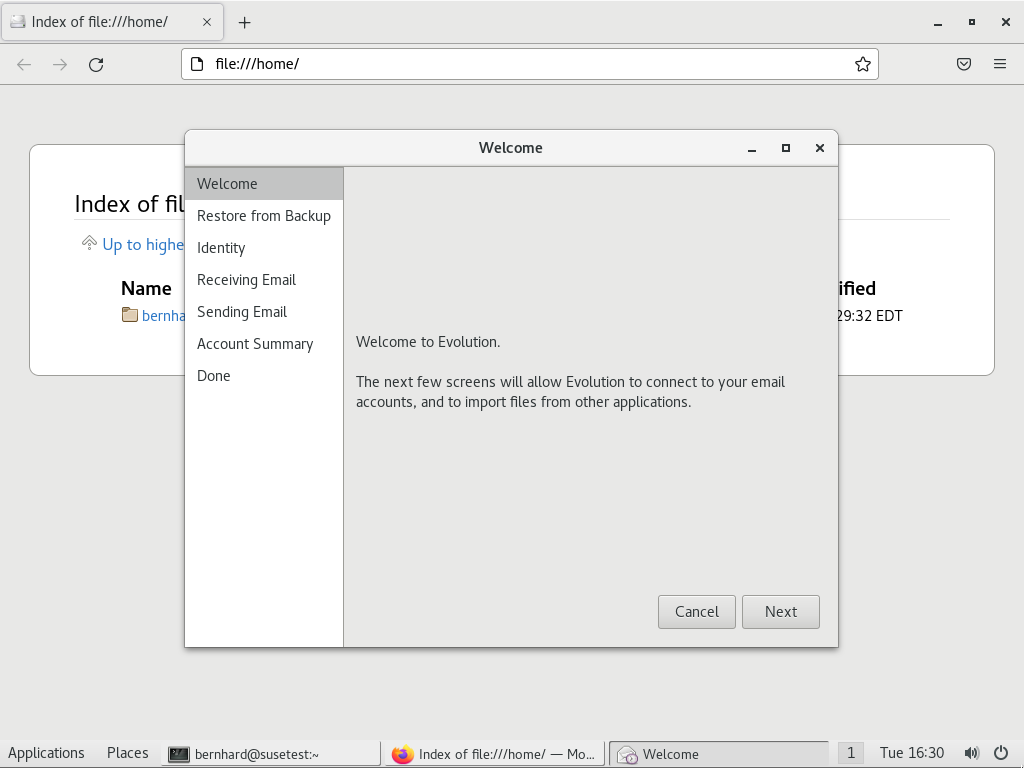 Index of file:///home/
file:///home/
Welcome
Index of fil
Up to highe
Name
bernha
ified
29:32 EDT
Welcome
Restore from Backup
Identity
Receiving Email
Sending Email
Account Summary
Done
Welcome to Evolution.
The next few screens will allow Evolution to connect to your email
accounts, and to import files from other applications.
Cancel
Next
Applications
Places
bernhard@susetest:~
Index of file:///home/ — Mo...
Welcome
1
Tue 16:30